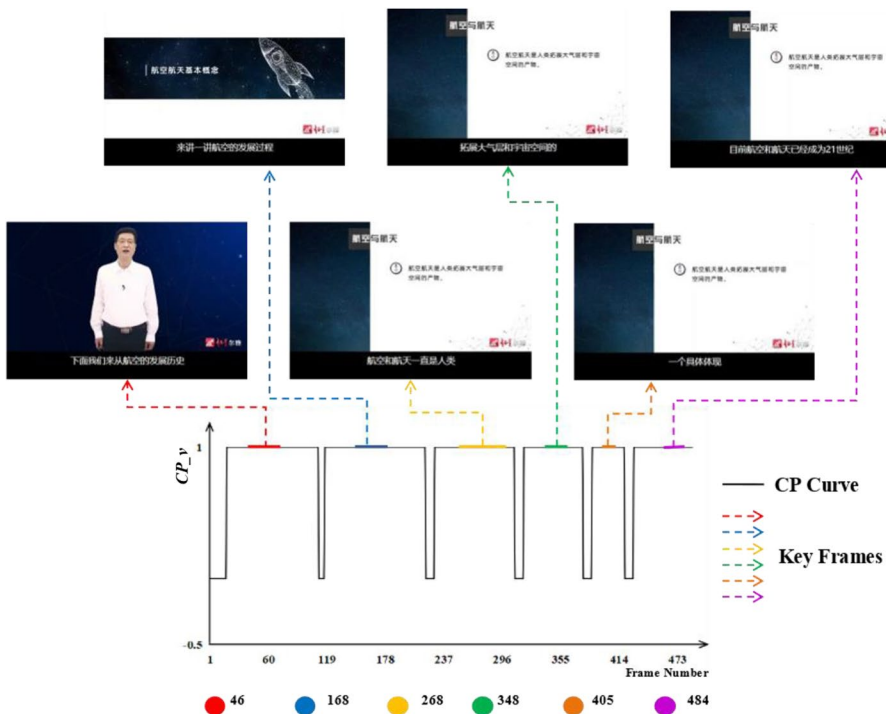 航空航天基本概念
来讲一讲航空的发展过程
航空与航天
航空航天是人类拓展大气层和宇宙
空间的产物。
拓展大气层和宇宙空间的
航空与航天
航空航天是人类拓展大气层和宇宙
空间的产物。
目前航空和航天已经成为21世纪
下面我们来从航空的发展历史
航空与航天
航空航天是人类拓展大气层和宇宙
空间的产物。
航空和航天一直是人类
航空与航天
航空航天是人类拓展大气层和宇宙
空间的产物。
一个具体体现
CP_v
1
-0.5
1 60 119 178 237 296 355 414 473
Frame Number
CP Curve
Key Frames
46 168 268 348 405 484